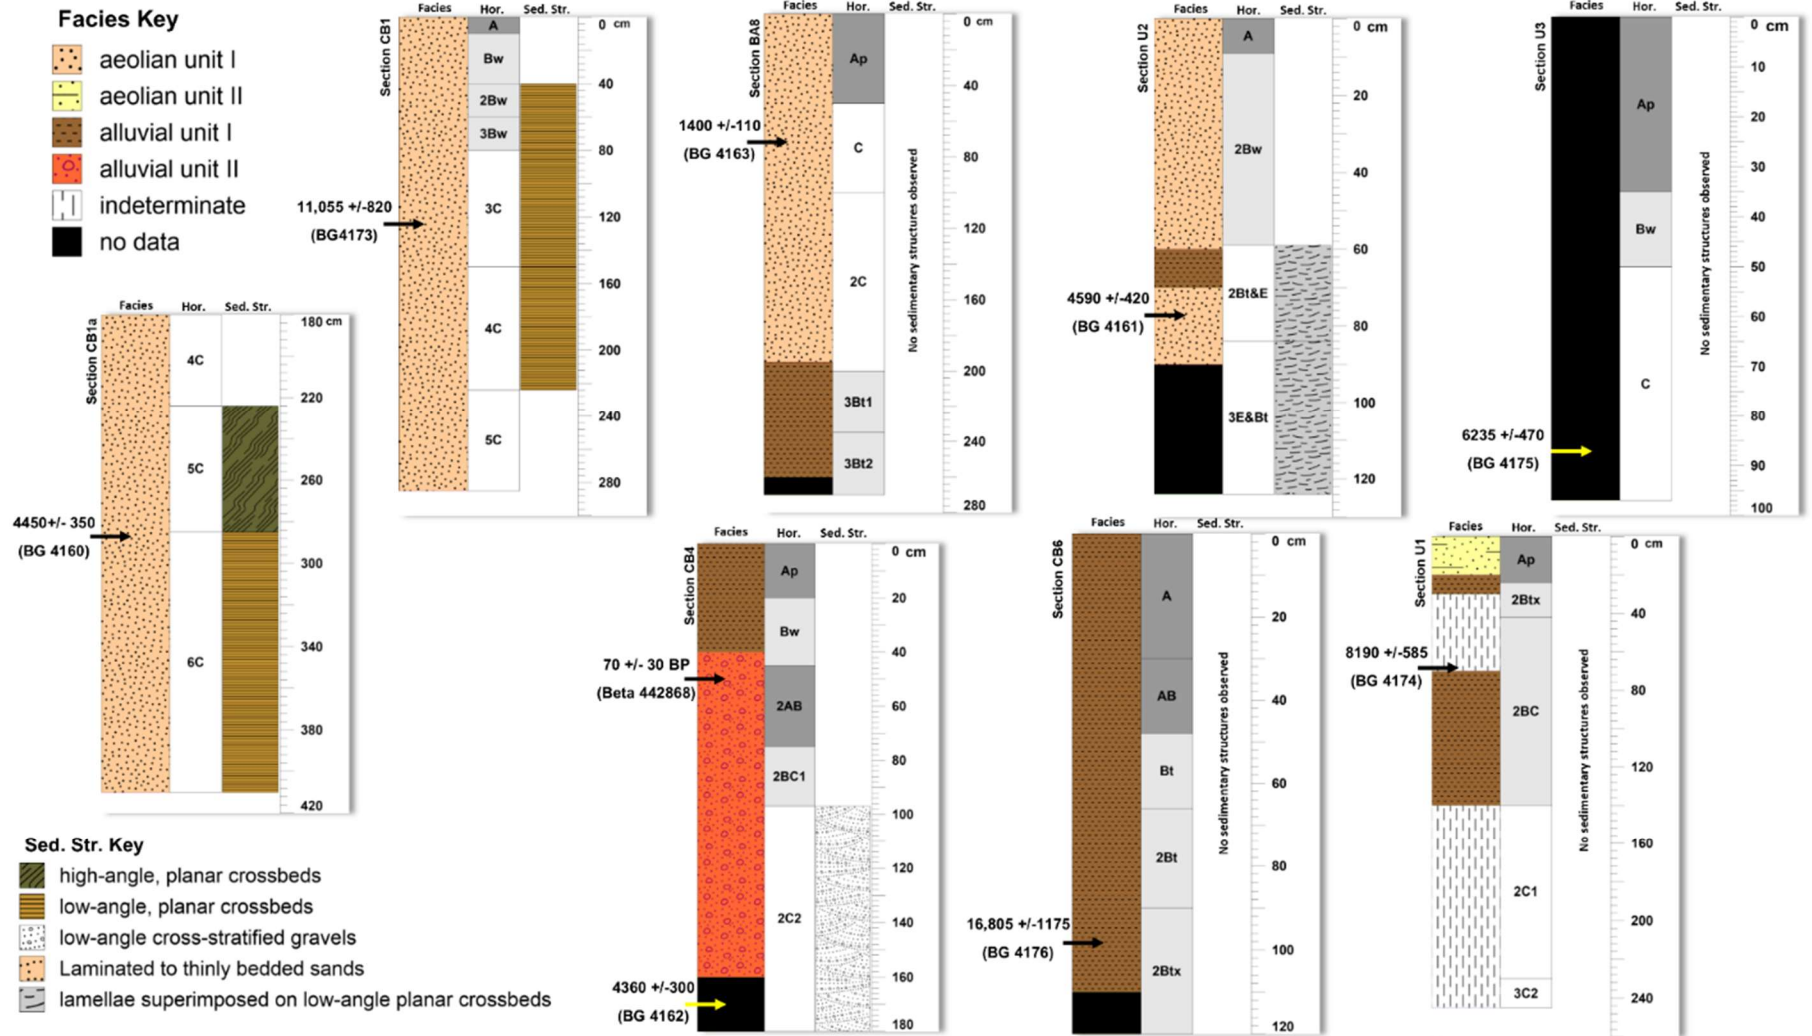 Facies Key
aeolian unit I
aeolian unit II
alluvial unit I
alluvial unit II
indeterminate
no data
Section CB1
Facies Hor. Sed. Str.
A
Bw
2Bw
3Bw
3C
4C
5C
0 cm
40
80
120
160
200
240
280
11,055 +/-820
(BG4173)
Section BA8
Facies Hor. Sed. Str.
Ap
C
2C
3Bt1
3Bt2
No sedimentary structures observed
0 cm
40
80
120
160
200
240
280
1400 +/-110
(BG 4163)
Section U2
Facies Hor. Sed. Str.
A
2Bw
2Bt&E
3E&Bt
0 cm
20
40
60
80
100
120
4590 +/-420
(BG 4161)
Section U3
Facies Hor. Sed. Str.
Ap
Bw
C
No sedimentary structures observed
0 cm
10
20
30
40
50
60
70
80
90
100
6235 +/-470
(BG 4175)
Section CB1a
Facies Hor. Sed. Str.
4C
5C
6C
180 cm
220
260
300
340
380
420
4450+/- 350
(BG 4160)
Section CB4
Facies Hor. Sed. Str.
Ap
Bw
2AB
2BC1
2C2
0 cm
20
40
60
80
100
120
140
160
180
70 +/- 30 BP
(Beta 442868)
4360 +/-300
(BG 4162)
Section CB6
Facies Hor. Sed. Str.
A
AB
Bt
2Bt
2Btx
No sedimentary structures observed
0 cm
20
40
60
80
100
120
16,805 +/-1175
(BG 4176)
Section U1
Facies Hor. Sed. Str.
Ap
2Btx
2BC
2C1
3C2
No sedimentary structures observed
0 cm
40
80
120
160
200
240
8190 +/-585
(BG 4174)
Sed. Str. Key
high-angle, planar crossbeds
low-angle, planar crossbeds
low-angle cross-stratified gravels
Laminated to thinly bedded sands
lamellae superimposed on low-angle planar crossbeds